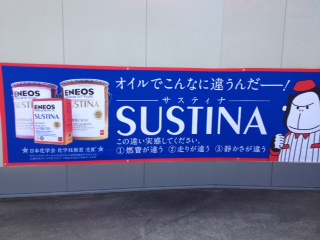 オイルでこんなに違うんだ——!
サスティナ
SUSTINA
この違い実感してください。
①燃費が違う ②走りが違う ③静かさが違う
ENEOS
SUSTINA
ENEOS
ENEOS
SUSTINA
★日本化学会 化学技術賞 受賞★